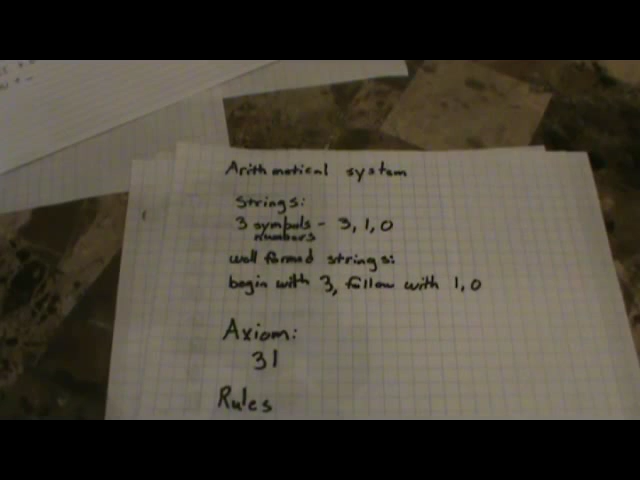 Arithmetical system
Strings:
3 symbols - 3, 1, 0
numbers
well formed strings:
begin with 3, follow with 1, 0
Axiom:
31
Rules